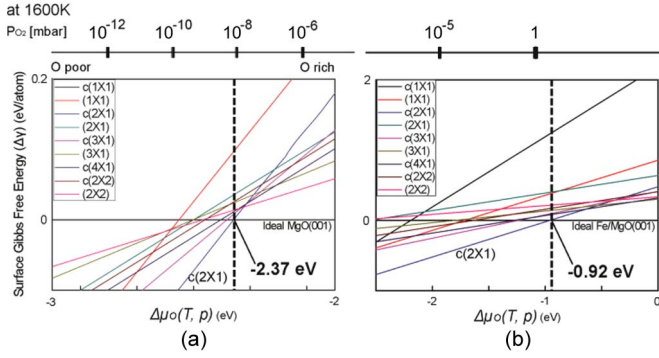 at 1600K
Po₂ [mbar] 10⁻¹² 10⁻¹⁰ 10⁻⁸ 10⁻⁶ 10⁻⁵ 1
O poor O rich
Surface Gibbs Free Energy (Δγ) (eV/atom)
0.2
0
c(1X1)
(1X1)
c(2X1)
(2X1)
c(3X1)
(3X1)
c(4X1)
c(2X2)
(2X2)
Ideal MgO(001)
c(2X1)
-2.37 eV
-3 -2
Δμo(T, p) (eV)
(a)
2
0
c(1X1)
(1X1)
c(2X1)
(2X1)
c(3X1)
(3X1)
c(4X1)
c(2X2)
(2X2)
Ideal Fe/MgO(001)
c(2X1)
-0.92 eV
-2 -1 0
Δμo(T, p) (eV)
(b)